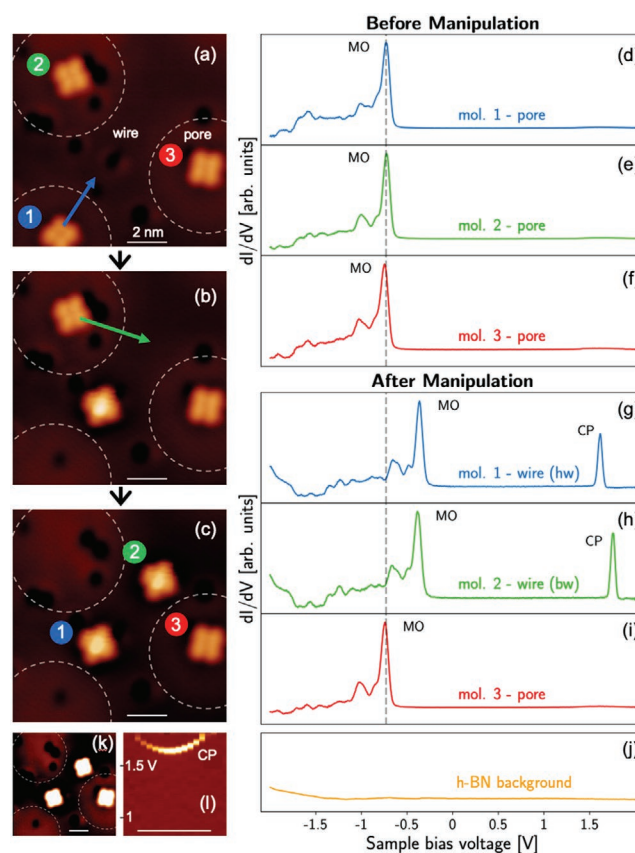 (a)
2
wire
pore
3
1
2 nm
(b)
(c)
2
1
3
(k)
1.5 V
1
CP
(l)
Before Manipulation
MO
(d)
mol. 1 - pore
MO
(e)
mol. 2 - pore
MO
(f)
mol. 3 - pore
dI/dV [arb. units]
After Manipulation
MO
(g)
CP
mol. 1 - wire (hw)
MO
(h)
CP
mol. 2 - wire (bw)
MO
(i)
mol. 3 - pore
dI/dV [arb. units]
(j)
h-BN background
-1.5 -1 -0.5 0 0.5 1 1.5
Sample bias voltage [V]